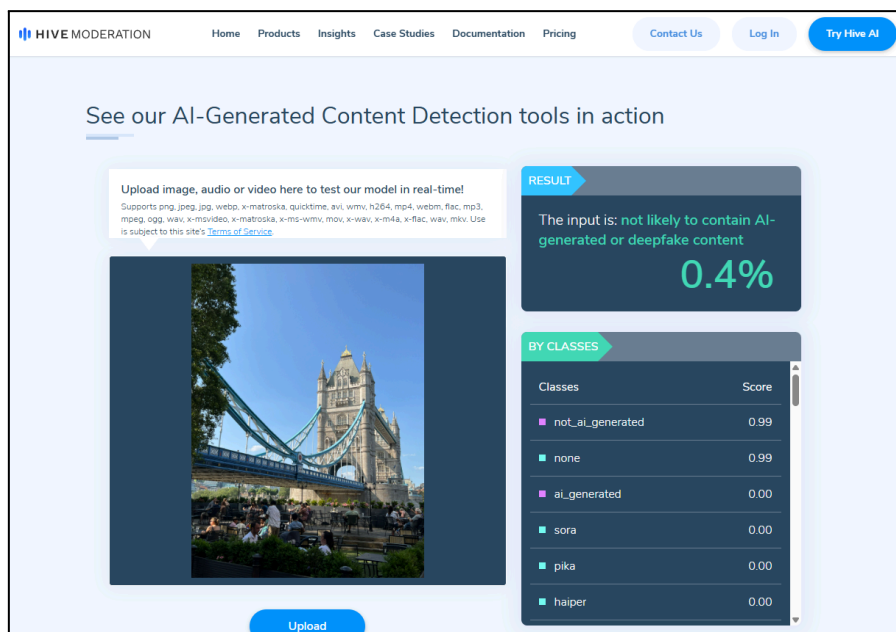 HIVE MODERATION
Home Products Insights Case Studies Documentation Pricing
Contact Us Log In Try Hive AI
See our AI-Generated Content Detection tools in action
Upload image, audio or video here to test our model in real-time!
Supports png, jpeg, jpg, webp, x-matroska, quicktime, avi, wmv, h264, mp4, webm, flac, mp3,
mpeg, ogg, wav, x-msvideo, x-matroska, x-ms-wmv, mov, x-wav, x-m4a, x-flac, wav, mkv. Use
is subject to this site's Terms of Service.
Upload
RESULT
The input is: not likely to contain AI-
generated or deepfake content
0.4%
BY CLASSES
Classes Score
not_ai_generated 0.99
none 0.99
ai_generated 0.00
sora 0.00
pika 0.00
haiper 0.00